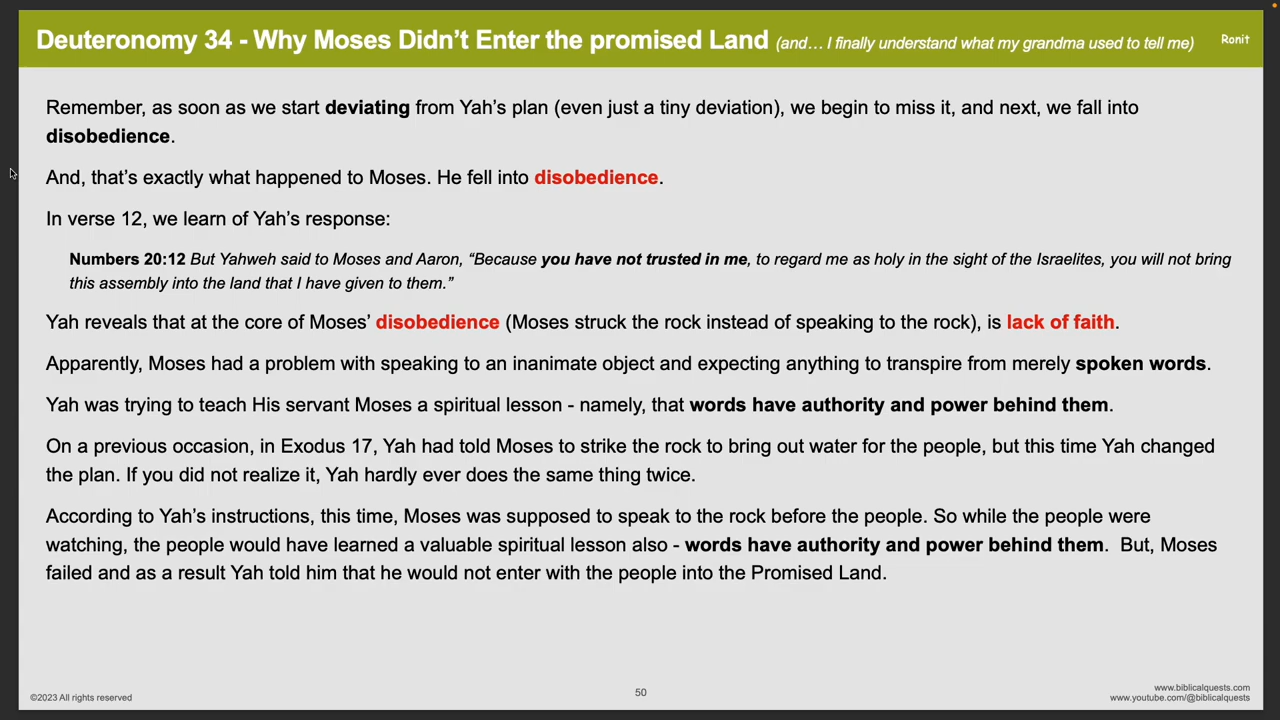 Deuteronomy 34 - Why Moses Didn’t Enter the promised Land (and… I finally understand what my grandma used to tell me)
Ronit
Remember, as soon as we start deviating from Yah’s plan (even just a tiny deviation), we begin to miss it, and next, we fall into
disobedience.
And, that’s exactly what happened to Moses. He fell into disobedience.
In verse 12, we learn of Yah’s response:
Numbers 20:12 But Yahweh said to Moses and Aaron, “Because you have not trusted in me, to regard me as holy in the sight of the Israelites, you will not bring
this assembly into the land that I have given to them.”
Yah reveals that at the core of Moses’ disobedience (Moses struck the rock instead of speaking to the rock), is lack of faith.
Apparently, Moses had a problem with speaking to an inanimate object and expecting anything to transpire from merely spoken words.
Yah was trying to teach His servant Moses a spiritual lesson - namely, that words have authority and power behind them.
On a previous occasion, in Exodus 17, Yah had told Moses to strike the rock to bring out water for the people, but this time Yah changed
the plan. If you did not realize it, Yah hardly ever does the same thing twice.
According to Yah’s instructions, this time, Moses was supposed to speak to the rock before the people. So while the people were
watching, the people would have learned a valuable spiritual lesson also - words have authority and power behind them.  But, Moses
failed and as a result Yah told him that he would not enter with the people into the Promised Land.
©2023 All rights reserved
50
www.biblicalquests.com
www.youtube.com/@biblicalquests